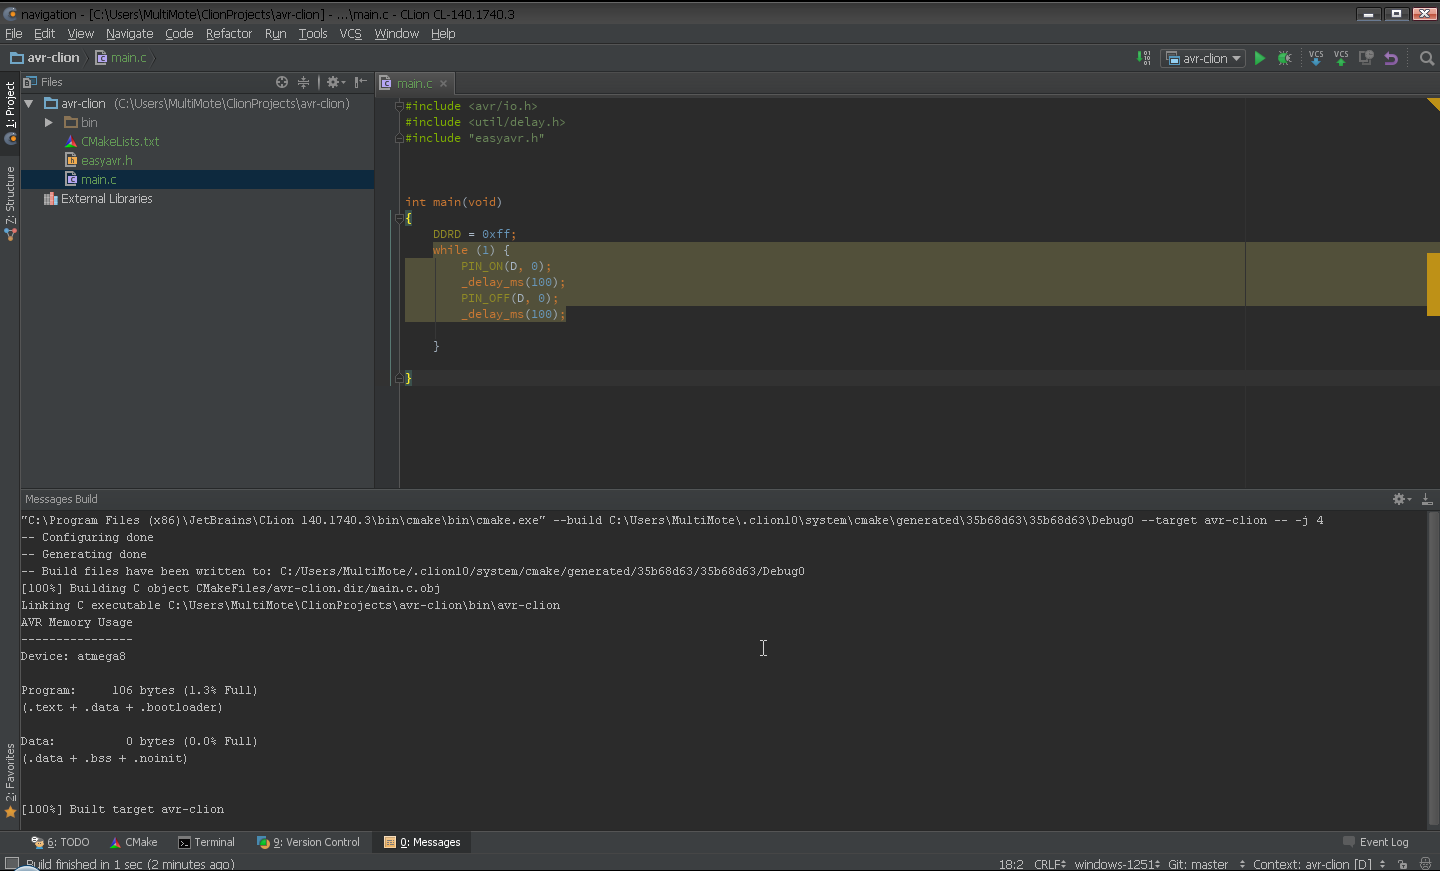 navigation - [C:\Users\MultiMote\ClionProjects\avr-clion] - ...\main.c - CLion CL-140.1740.3
File Edit View Navigate Code Refactor Run Tools VCS Window Help
avr-clion main.c avr-clion VCS VCS
1: Project
Z: Structure
2: Favorites
Files
avr-clion (C:\Users\MultiMote\ClionProjects\avr-clion)
bin
CMakeLists.txt
easyavr.h
main.c
External Libraries
main.c
#include <avr/io.h>
#include <util/delay.h>
#include "easyavr.h"
int main(void)
{
DDRD = 0xff;
while (1) {
PIN_ON(D, 0);
_delay_ms(100);
PIN_OFF(D, 0);
_delay_ms(100);
}
}
Messages Build
"C:\Program Files (x86)\JetBrains\CLion 140.1740.3\bin\cmake\bin\cmake.exe" --build C:\Users\MultiMote\.clion10\system\cmake\generated\35b68d63\35b68d63\Debug0 --target avr-clion -- -j 4
-- Configuring done
-- Generating done
-- Build files have been written to: C:/Users/MultiMote/.clion10/system/cmake/generated/35b68d63/35b68d63/Debug0
[100%] Building C object CMakeFiles/avr-clion.dir/main.c.obj
Linking C executable C:\Users\MultiMote\ClionProjects\avr-clion\bin\avr-clion
AVR Memory Usage
----------------
Device: atmega8
Program: 106 bytes (1.3% Full)
(.text + .data + .bootloader)
Data: 0 bytes (0.0% Full)
(.data + .bss + .noinit)
[100%] Built target avr-clion
6: TODO CMake Terminal 9: Version Control 0: Messages Event Log
Build finished in 1 sec (2 minutes ago) 18:2 CRLF windows-1251 Git: master Context: avr-clion [D]